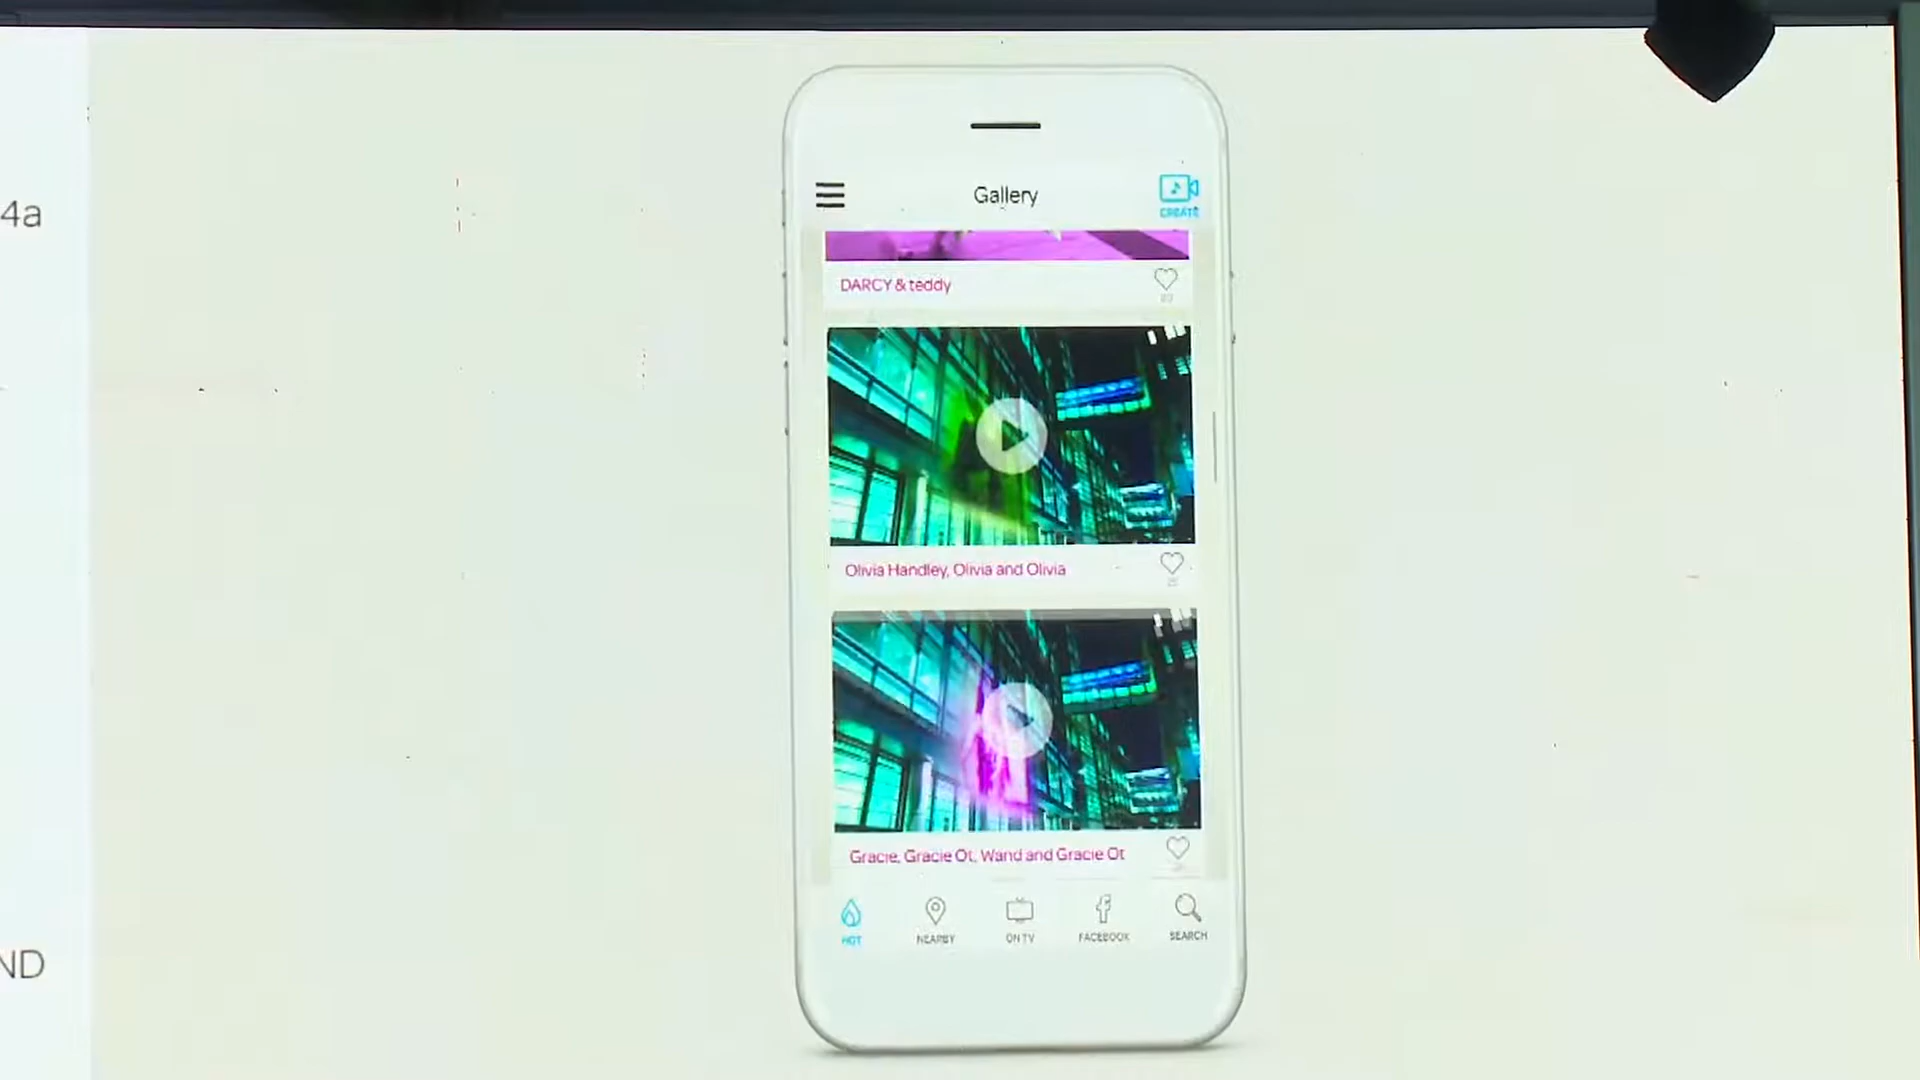 4a
Gallery
CREATE
DARCY & teddy
Olivia Handley, Olivia and Olivia
Gracie, Gracie Ot, Wand and Gracie Ot
HOT
NEARBY
ON TV
FACEBOOK
SEARCH
ND